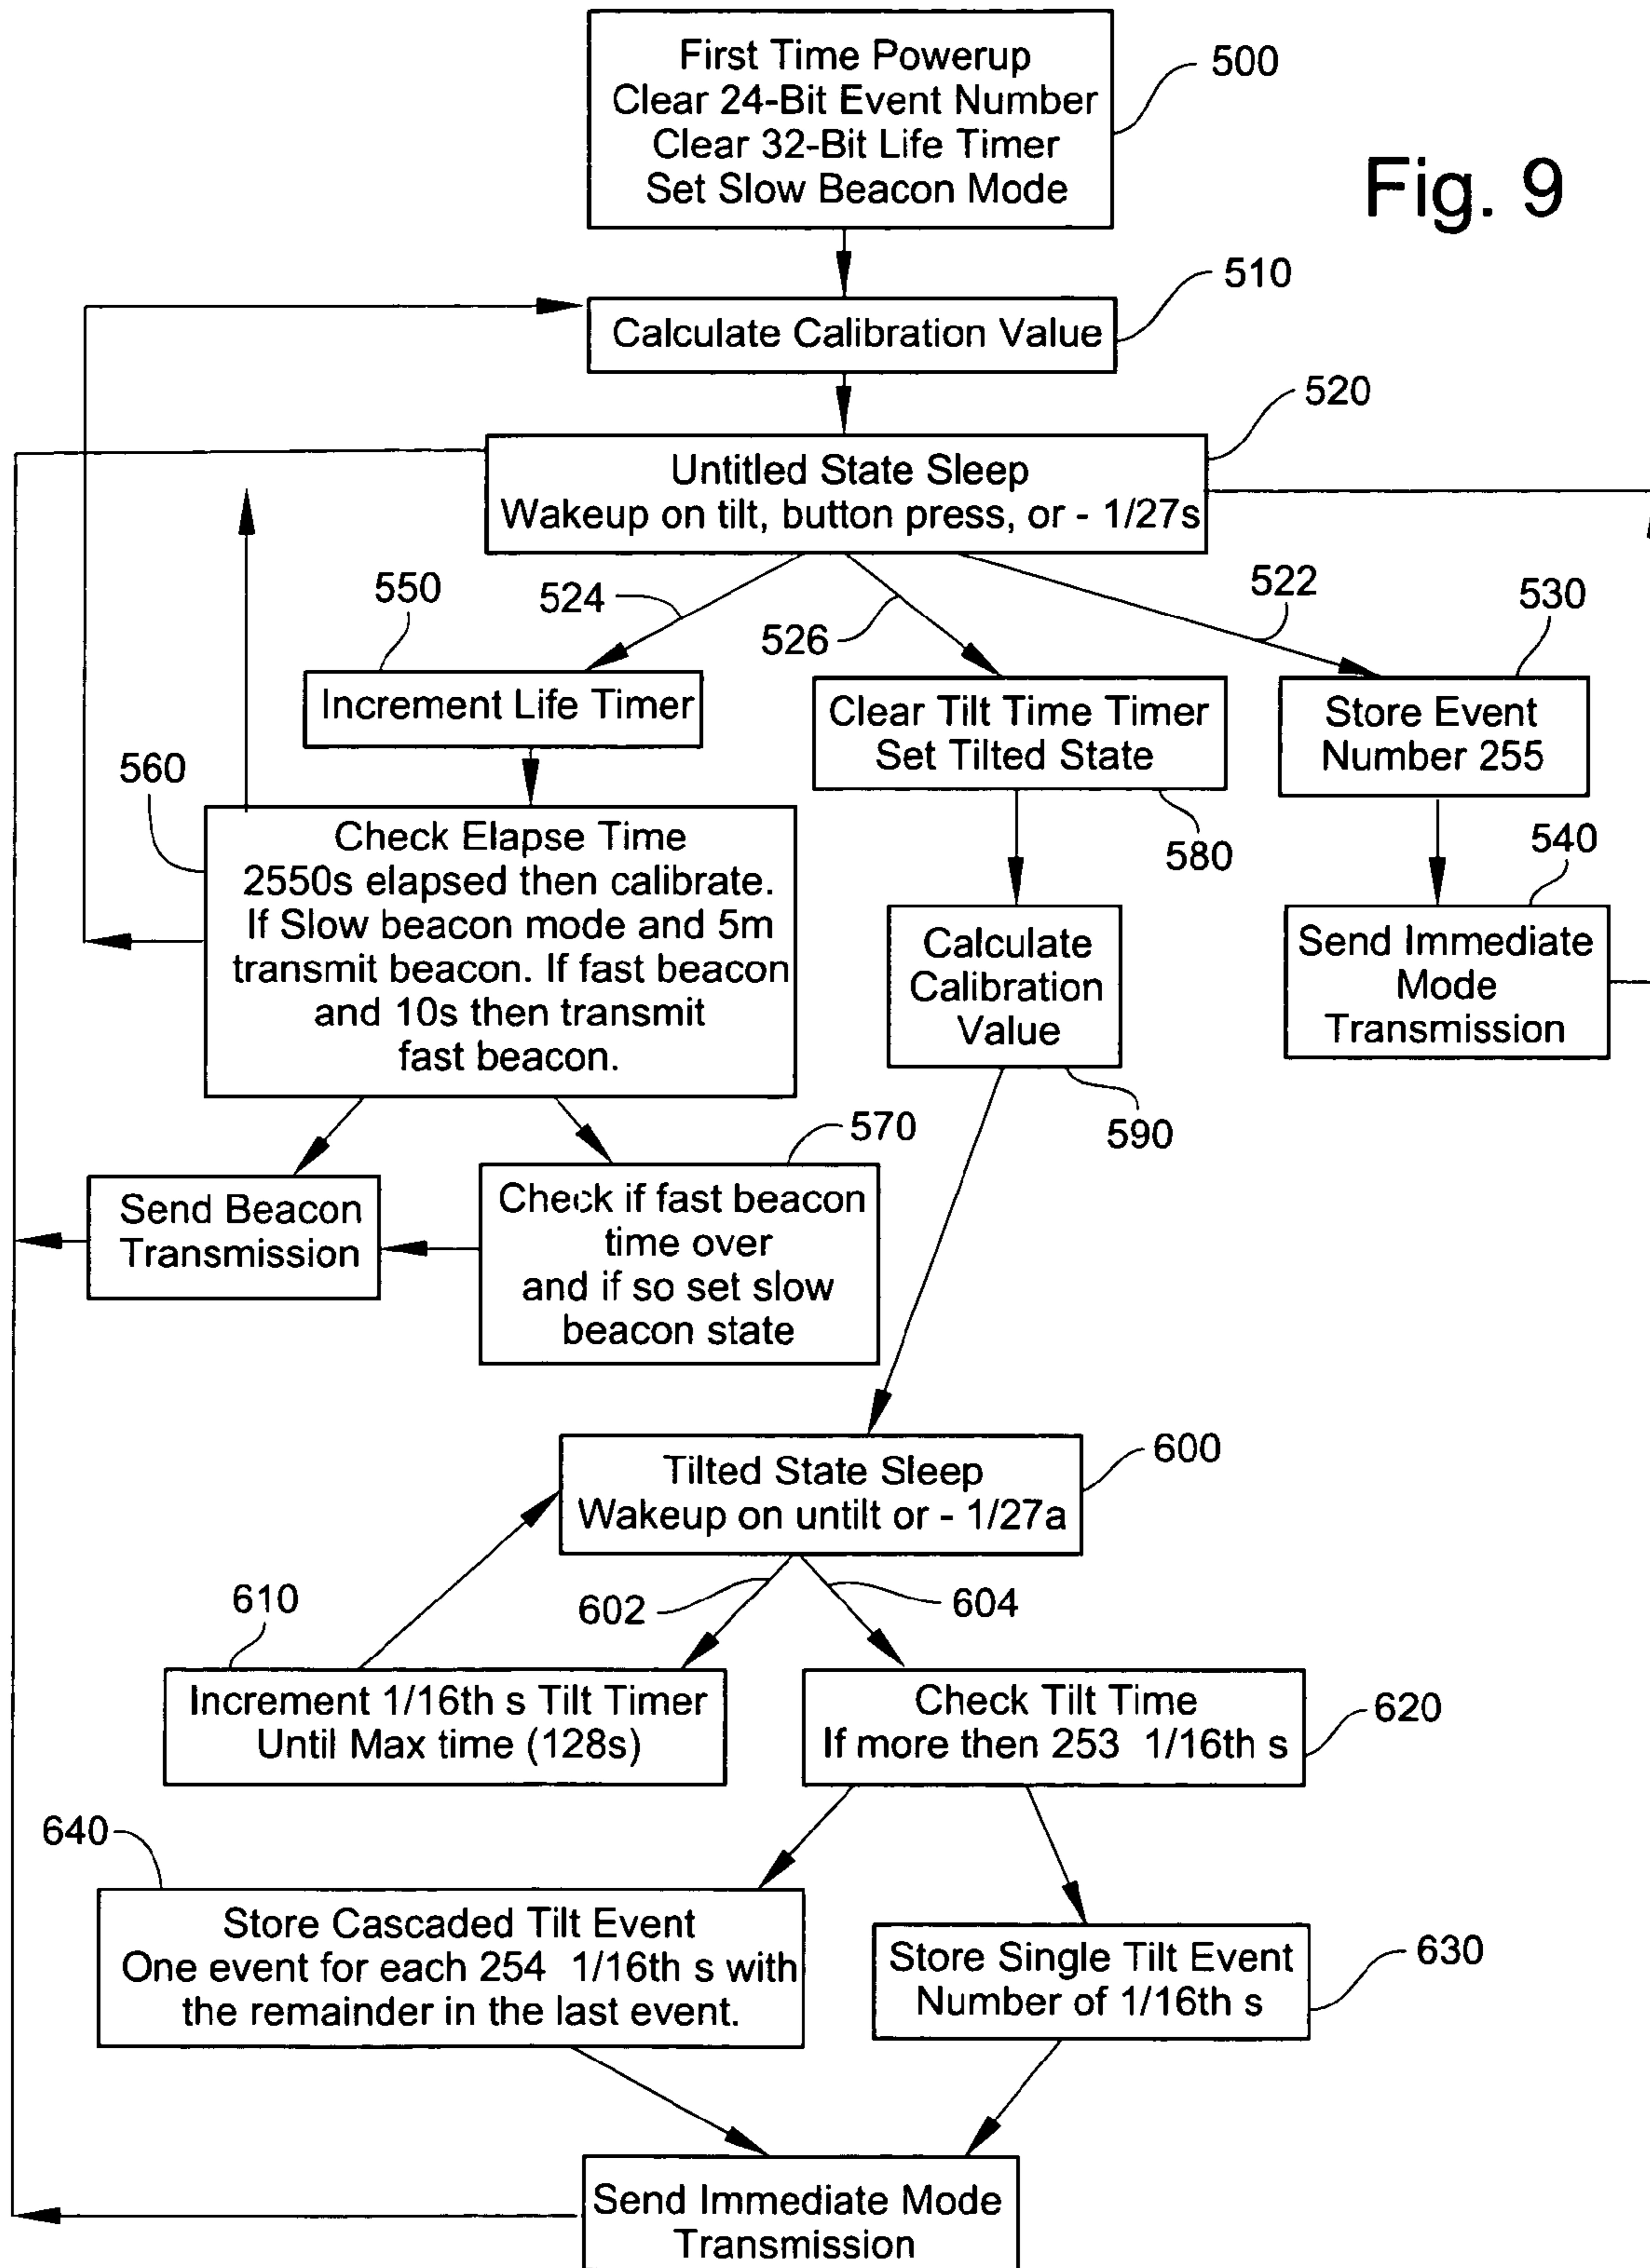 First Time Powerup
Clear 24-Bit Event Number
Clear 32-Bit Life Timer
Set Slow Beacon Mode
500
Fig. 9
510
Calculate Calibration Value
520
Untitled State Sleep
Wakeup on tilt, button press, or - 1/27s
550
524
526
522
530
Increment Life Timer
Clear Tilt Time Timer
Set Tilted State
Store Event
Number 255
560
580
540
Check Elapse Time
2550s elapsed then calibrate.
If Slow beacon mode and 5m
transmit beacon. If fast beacon
and 10s then transmit
fast beacon.
Calculate
Calibration
Value
Send Immediate
Mode
Transmission
570
590
Send Beacon
Transmission
Check if fast beacon
time over
and if so set slow
beacon state
600
Tilted State Sleep
Wakeup on untilt or - 1/27a
610
602
604
Increment 1/16th s Tilt Timer
Until Max time (128s)
Check Tilt Time
If more then 253 1/16th s
620
640
Store Cascaded Tilt Event
One event for each 254 1/16th s with
the remainder in the last event.
Store Single Tilt Event
Number of 1/16th s
630
Send Immediate Mode
Transmission